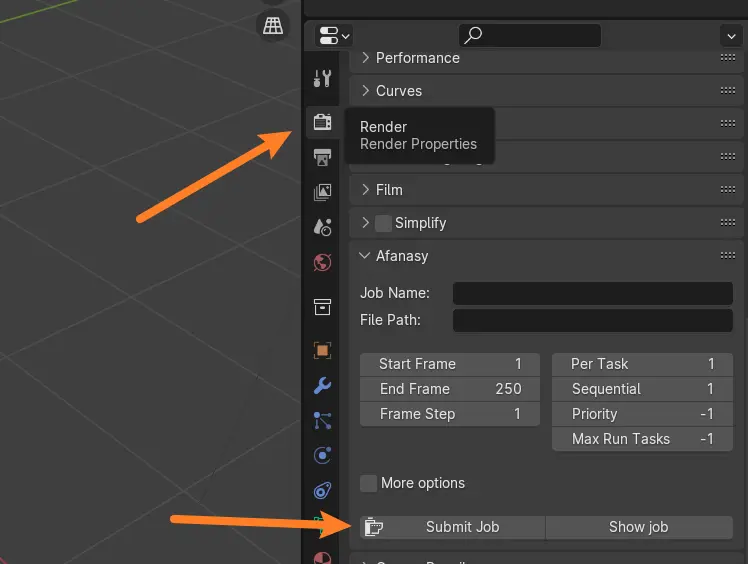 Performance
Curves
Render
Render Properties
Film
Simplify
Afanasy
Job Name:
File Path:
Start Frame 1
End Frame 250
Frame Step 1
Per Task 1
Sequential 1
Priority -1
Max Run Tasks -1
More options
Submit Job
Show job